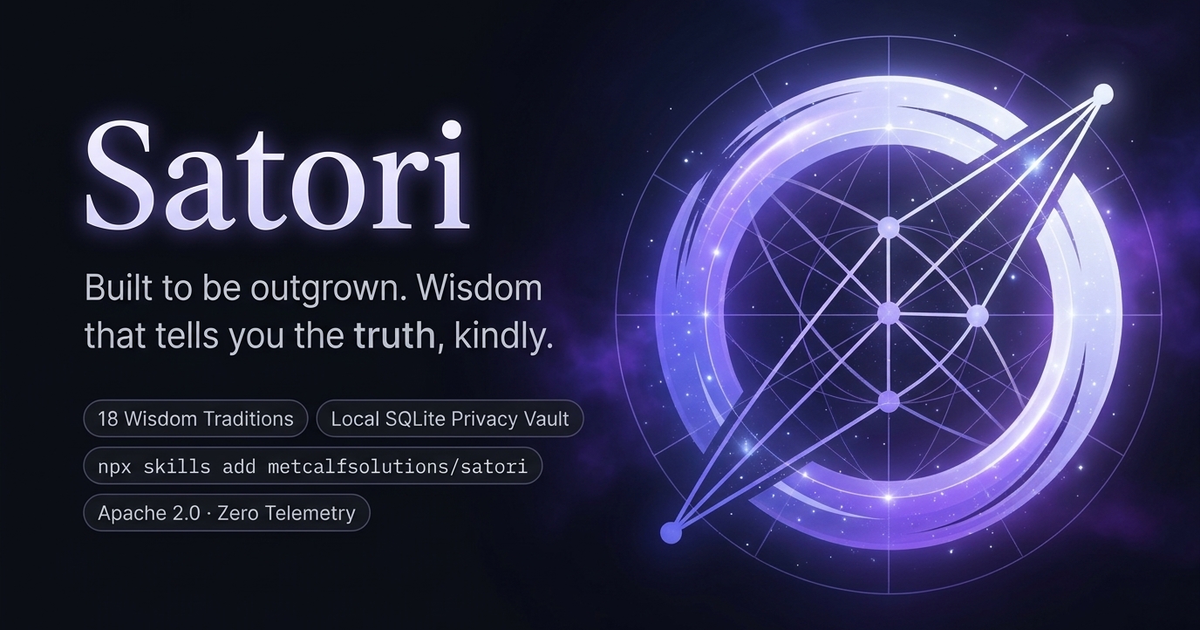 Satori
Built to be outgrown. Wisdom
that tells you the truth, kindly.
18 Wisdom Traditions
Local SQLite Privacy Vault
npx skills add metcalfsolutions/satori
Apache 2.0 · Zero Telemetry